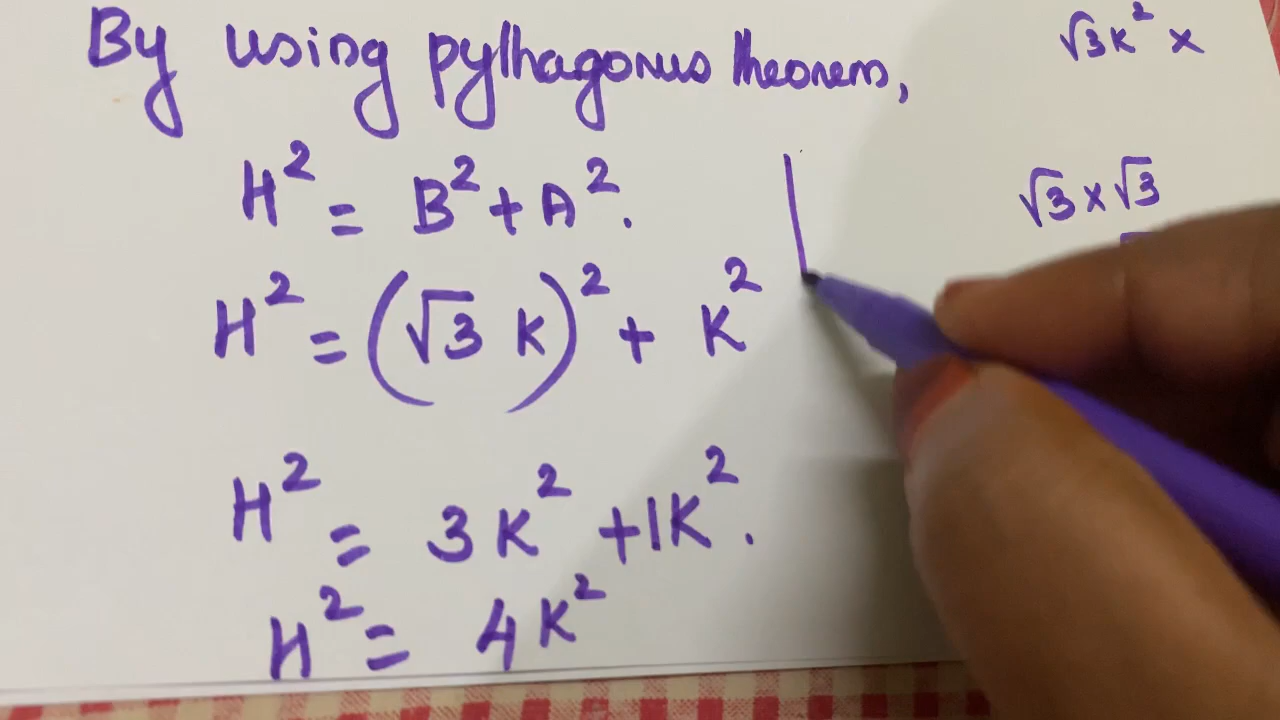 By using pythagorus theorem,
H² = B² + A².
H² = (√3 K)² + K²
H² = 3K² + 1K².
H² = 4K²
√3K² ×
√3 × √3